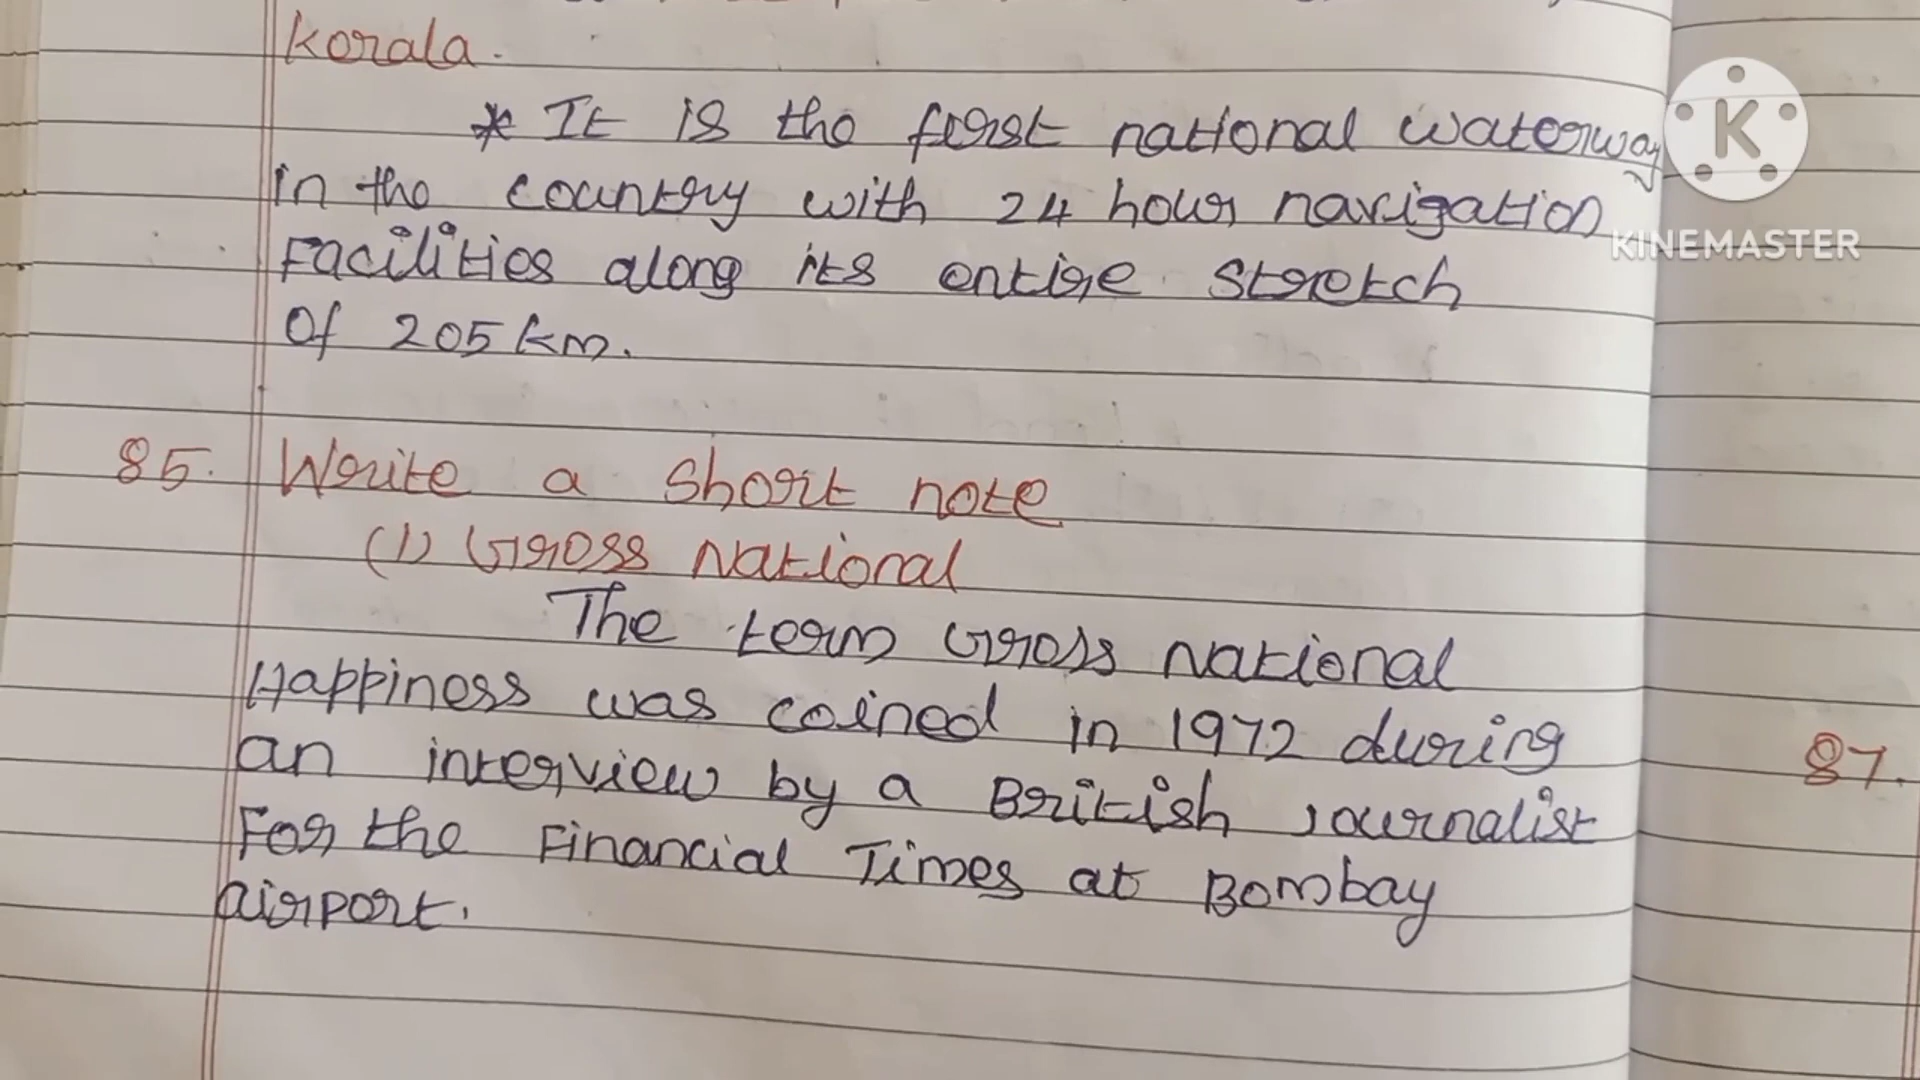 Kerala.
* It is the first national waterway
in the country with 24 hour navigation
Facilities along its entire stretch
Of 205 km.
85. Write a short note
(1) Gross National
The term Gross National
Happiness was coined in 1972 during
an interview by a British journalist
87.
For the Financial Times at Bombay
airport.
K
KINEMASTER